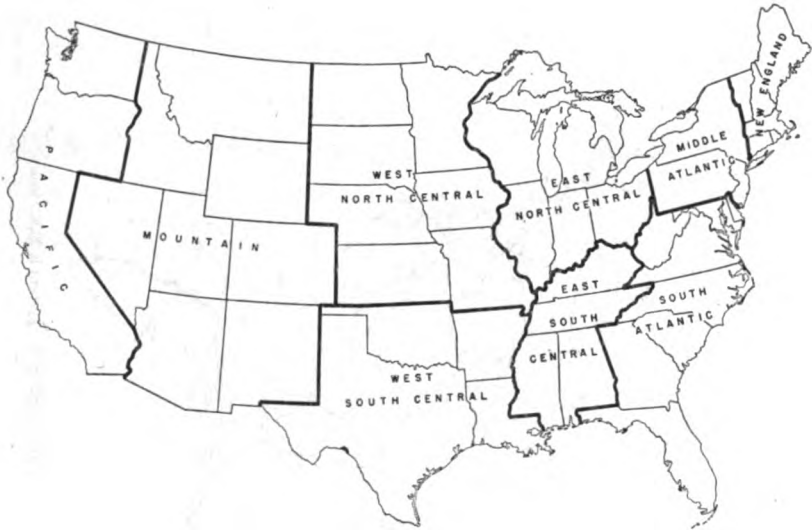 NEW ENGLAND
MIDDLE
ATLANTIC
PACIFIC
WEST
NORTH CENTRAL
EAST
NORTH CENTRAL
MOUNTAIN
EAST
SOUTH
CENTRAL
SOUTH
ATLANTIC
WEST
SOUTH CENTRAL